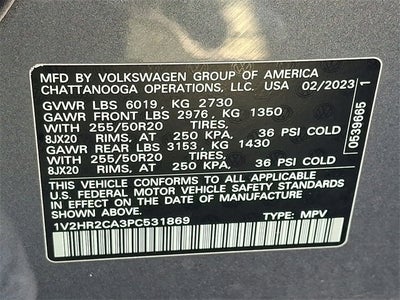 MFD BY VOLKSWAGEN GROUP OF AMERICA
CHATTANOOGA OPERATIONS, LLC. USA 02/2023
GVWR LBS 6019, KG 2730
GAWR FRONT LBS 2976, KG 1350
WITH 255/50R20 TIRES,
8JX20 RIMS, AT 250 KPA. 36 PSI COLD
GAWR REAR LBS 3153, KG 1430
WITH 255/50R20 TIRES,
8JX20 RIMS, AT 250 KPA. 36 PSI COLD
THIS VEHICLE CONFORMS TO ALL APPLICABLE
U.S. FEDERAL MOTOR VEHICLE SAFETY STANDARDS
IN EFFECT ON THE DATE OF MANUFACTURE
SHOWN ABOVE.
1V2HR2CA3PC531869 TYPE: MPV
0539665 1